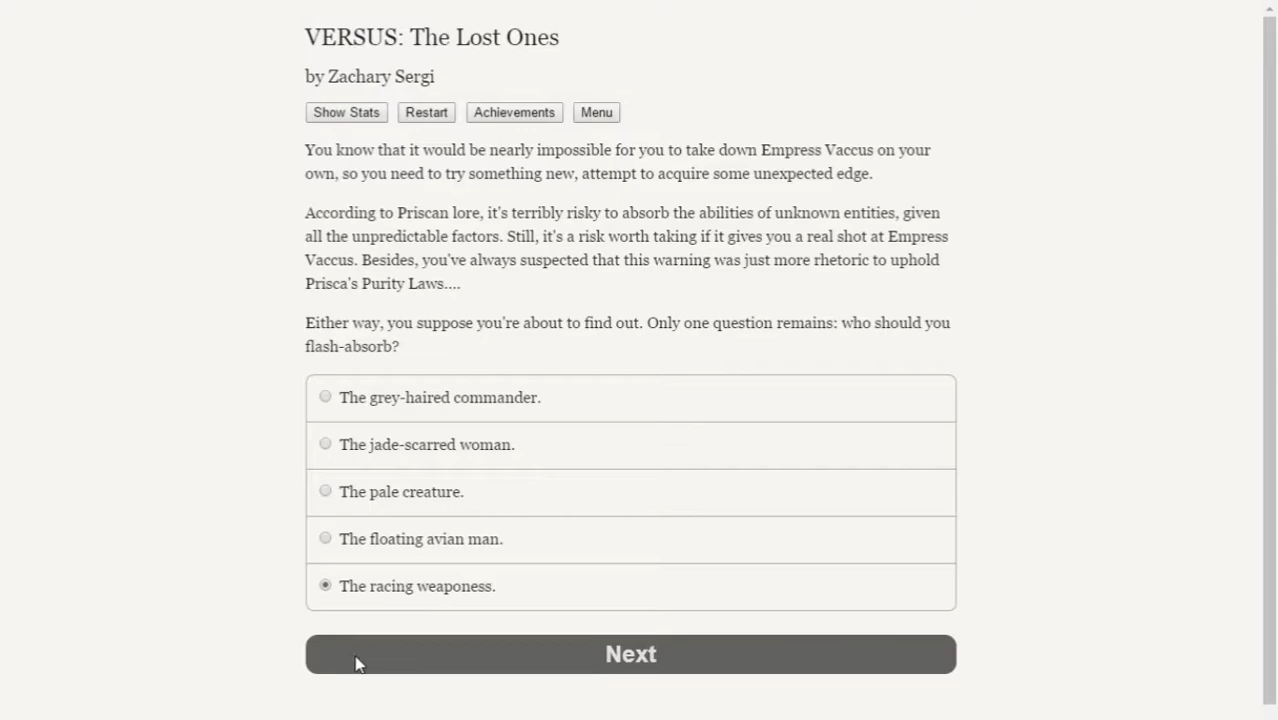 VERSUS: The Lost Ones
by Zachary Sergi
Show Stats Restart Achievements Menu
You know that it would be nearly impossible for you to take down Empress Vaccus on your
own, so you need to try something new, attempt to acquire some unexpected edge.
According to Priscan lore, it's terribly risky to absorb the abilities of unknown entities, given
all the unpredictable factors. Still, it's a risk worth taking if it gives you a real shot at Empress
Vaccus. Besides, you've always suspected that this warning was just more rhetoric to uphold
Prisca's Purity Laws....
Either way, you suppose you're about to find out. Only one question remains: who should you
flash-absorb?
The grey-haired commander.
The jade-scarred woman.
The pale creature.
The floating avian man.
The racing weaponess.
Next